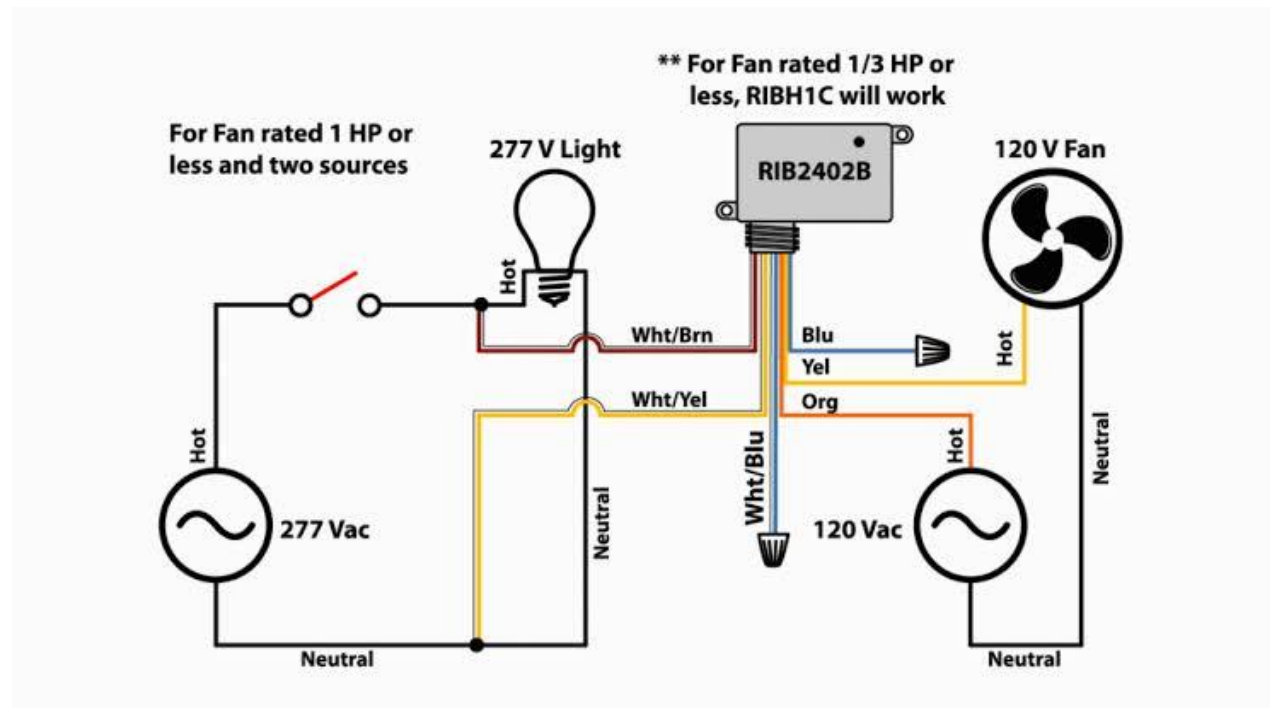 ** For Fan rated 1/3 HP or
less, RIBH1C will work
For Fan rated 1 HP or
less and two sources
277 V Light
RIB2402B
120 V Fan
Hot
Wht/Brn
Blu
Hot
Yel
Wht/Yel
Org
Hot
Wht/Blu
Hot
Neutral
277 Vac
Neutral
120 Vac
Neutral
Neutral